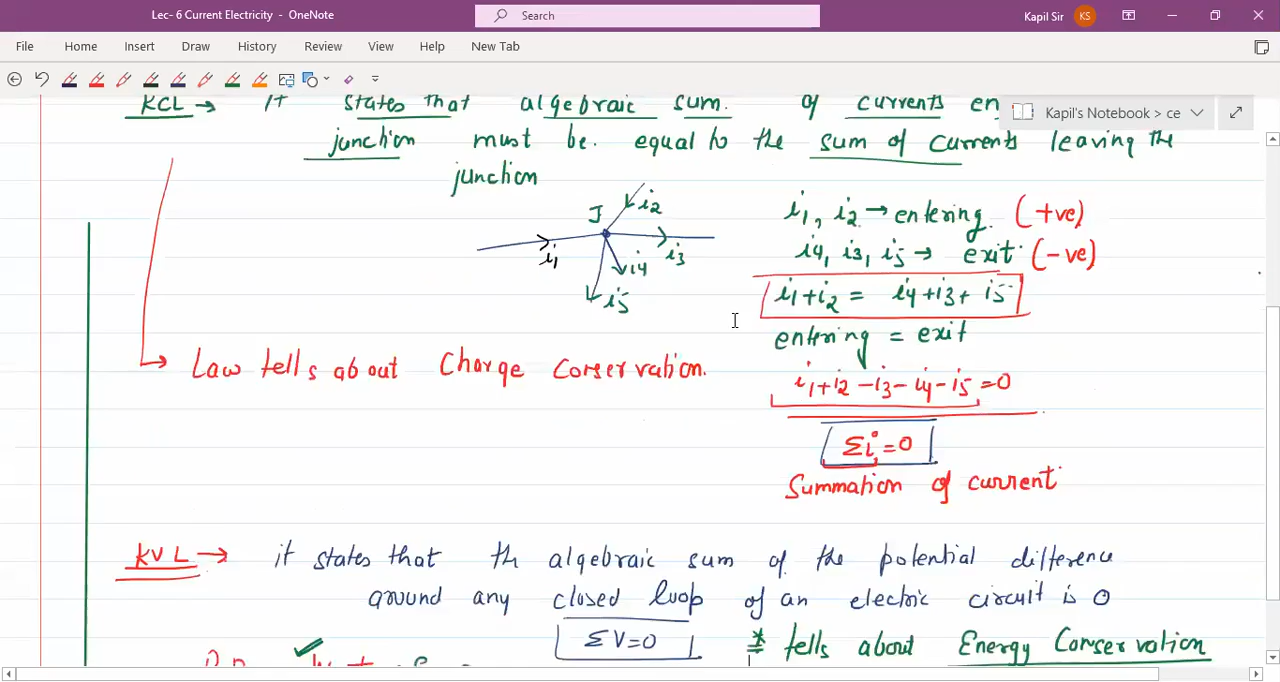 Lec- 6 Current Electricity - OneNote
Search
Kapil Sir KS
File Home Insert Draw History Review View Help New Tab
KCL → it states that algebraic sum. of currents en
Kapil's Notebook > ce
junction must be. equal to the sum of currents leaving the
junction
J i2
i1 i3
i4
i5
i1, i2 → entering. (+ve)
i4, i3, i5 → exit. (-ve)
i1+i2 = i4+i3+i5
entering = exit
Law tells about Charge Conservation.
i1+i2-i3-i4-i5=0
Σi=0
Summation of current
KVL → it states that th algebraic sum of the potential difference
around any closed loop of an electric circuit is 0
ΣV=0 * tells about Energy Conservation